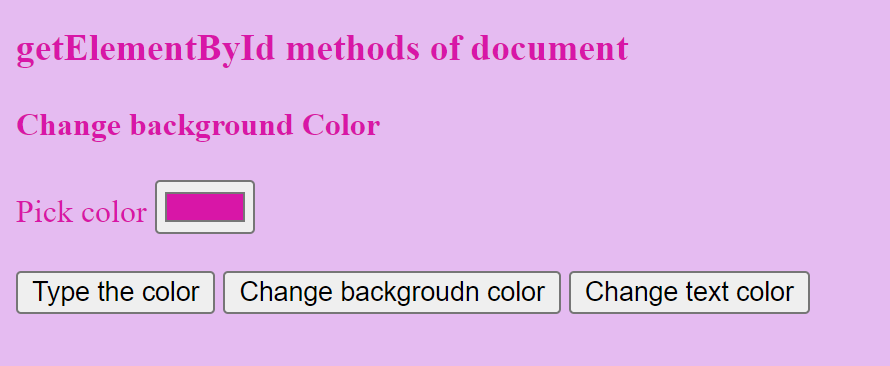 getElementById methods of document
Change background Color
Pick color
Type the color Change backgroudn color Change text color